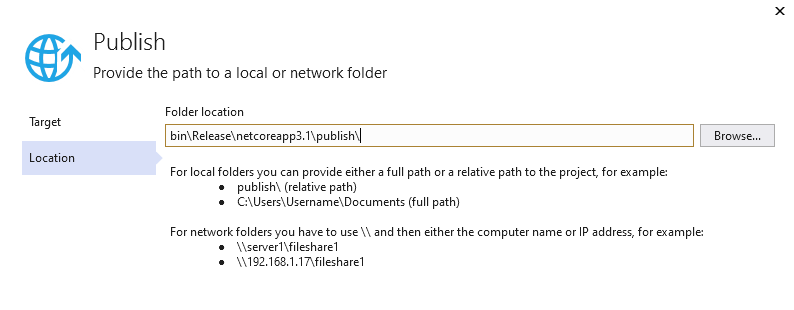 Publish
Provide the path to a local or network folder
Target
Location
Folder location
bin\Release\netcoreapp3.1\publish\
Browse...
For local folders you can provide either a full path or a relative path to the project, for example:
● publish\ (relative path)
● C:\Users\Username\Documents (full path)
For network folders you have to use \\ and then either the computer name or IP address, for example:
● \\server1\fileshare1
● \\192.168.1.17\fileshare1